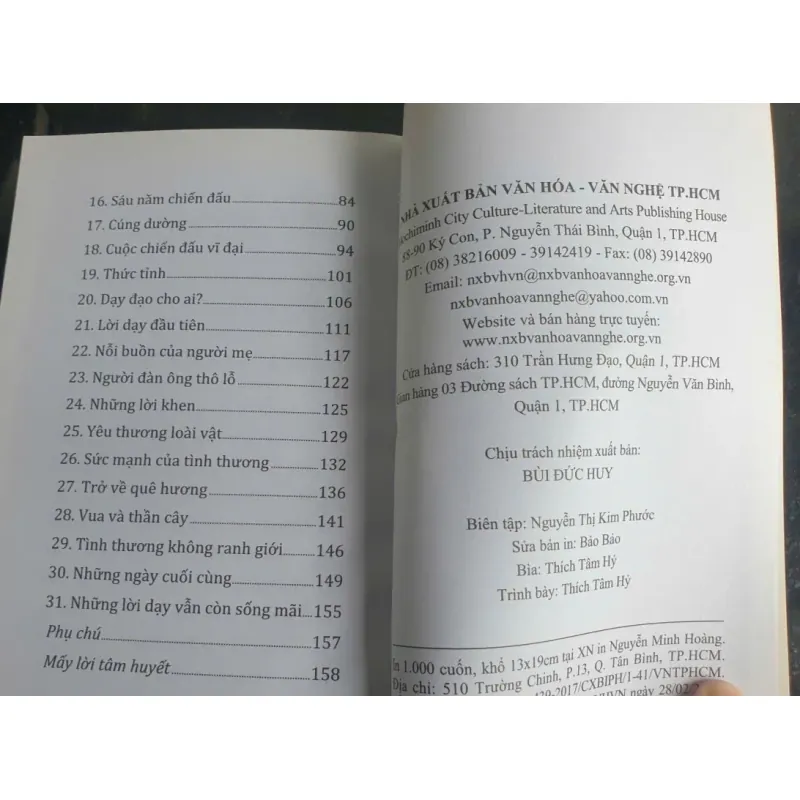 16. Sáu năm chiến đấu 84
17. Cúng dường 90
18. Cuộc chiến đấu vĩ đại 94
19. Thức tỉnh 101
20. Dạy đạo cho ai? 106
21. Lời dạy đầu tiên 111
22. Nỗi buồn của người mẹ 117
23. Người đàn ông thô lỗ 122
24. Những lời khen 125
25. Yêu thương loài vật 129
26. Sức mạnh của tình thương 132
27. Trở về quê hương 136
28. Vua và thần cây 141
29. Tình thương không ranh giới 146
30. Những ngày cuối cùng 149
31. Những lời dạy vẫn còn sống mãi 155
Phụ chú 157
Mấy lời tâm huyết 158
NHÀ XUẤT BẢN VĂN HÓA - VĂN NGHỆ TP.HCM
City Culture-Literature and Arts Publishing House
88-90 Ký Con, P. Nguyễn Thái Bình, Quận 1, TP.HCM
ĐT: (08) 38216009 - 39142419 - Fax: (08) 39142890
Email: nxbvhvn@nxbvanhoavannghe.org.vn
nxbvanhoavannghe@yahoo.com.vn
Website và bán hàng trực tuyến:
www.nxbvanhoavannghe.org.vn
Cửa hàng sách: 310 Trần Hưng Đạo, Quận 1, TP.HCM
hàng 03 Đường sách TP.HCM, đường Nguyễn Văn Bình,
Quận 1, TP.HCM
Chịu trách nhiệm xuất bản:
BÙI ĐỨC HUY
Biên tập: Nguyễn Thị Kim Phước
Sửa bản in: Bảo Bảo
Bìa: Thích Tâm Hỷ
Trình bày: Thích Tâm Hỷ
In 1.000 cuốn, khổ 13x19cm tại XN in Nguyễn Minh Hoàng.
Địa chỉ: 510 Trường Chinh, P.13, Q. Tân Bình, TP.HCM.
-2017/CXBIPH/1-41/VNTPHCM.
ngày 28/02/